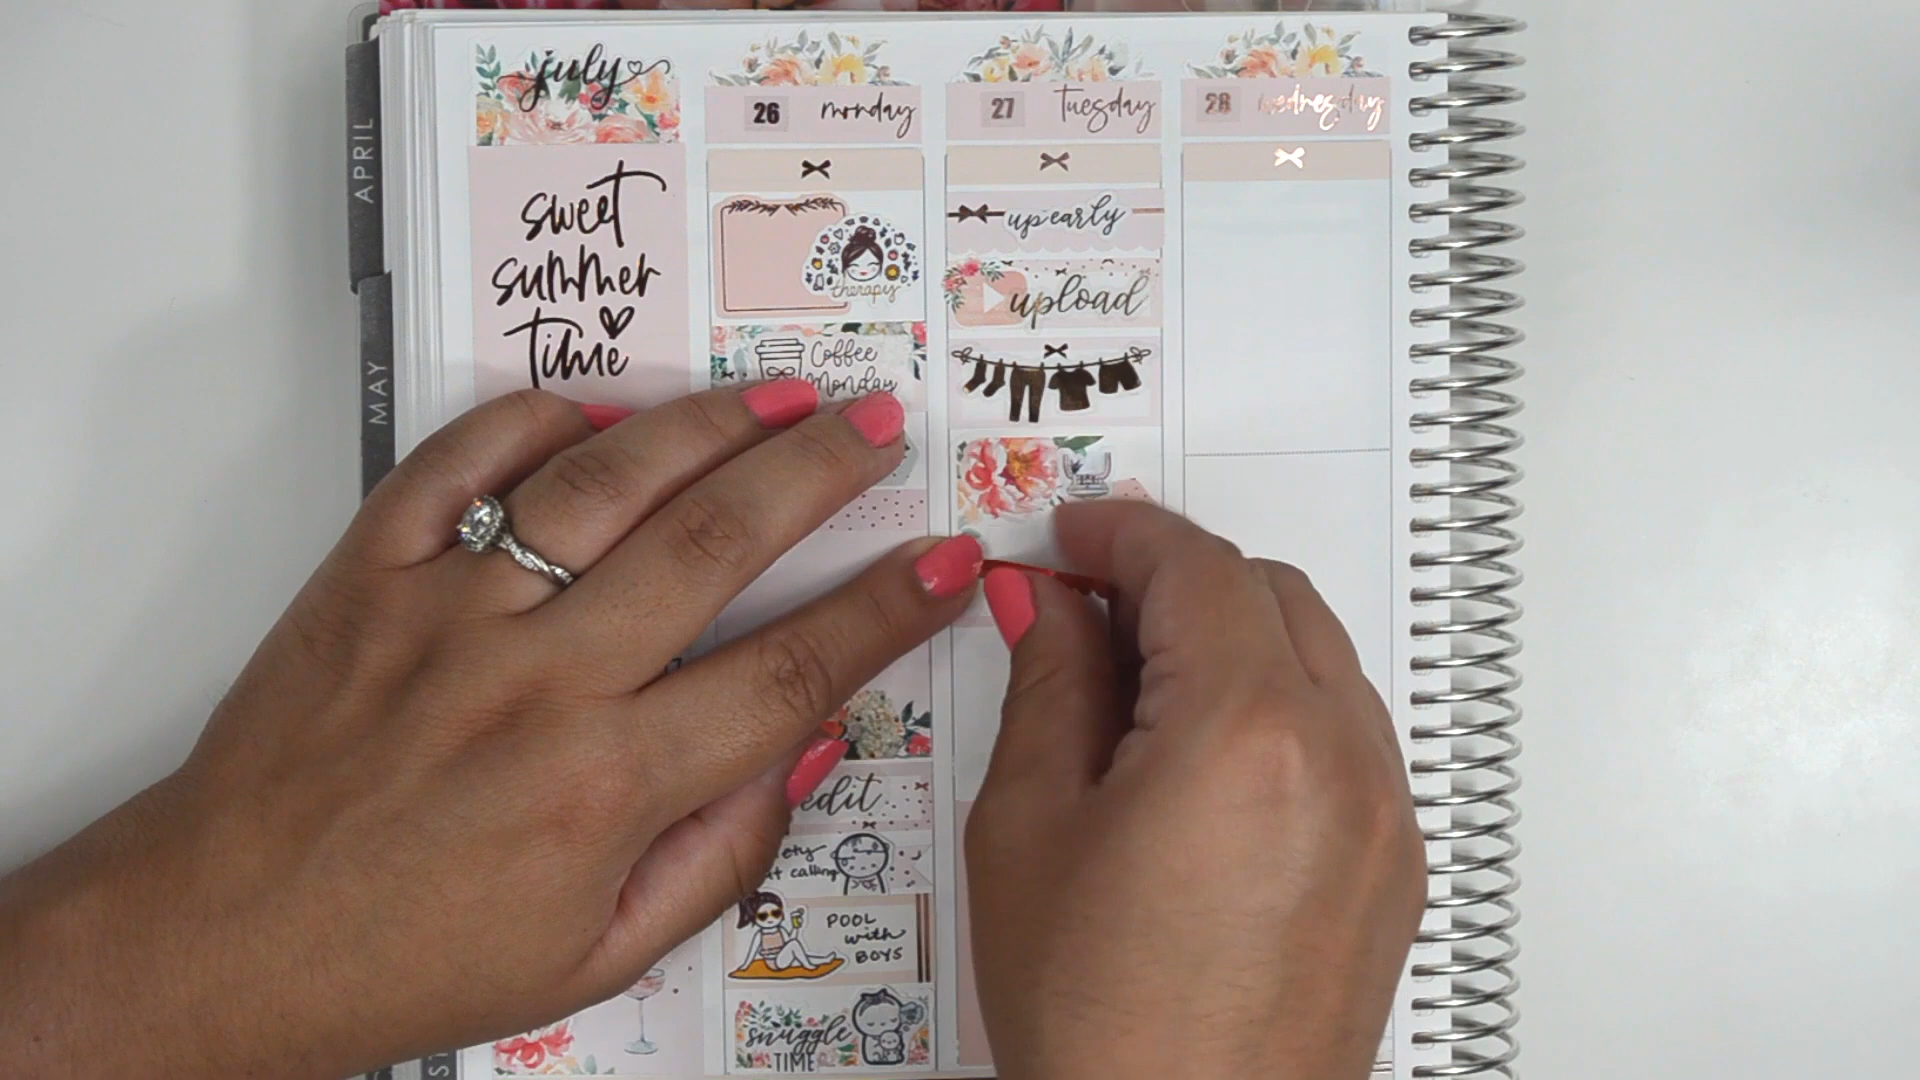 APRIL
MAY
july
sweet
summer
time
26 monday
therapy
Coffee
Monday
edit
calling
POOL
with
BOYS
snuggle
TIME
27 Tuesday
up early
upload
28 wednesday